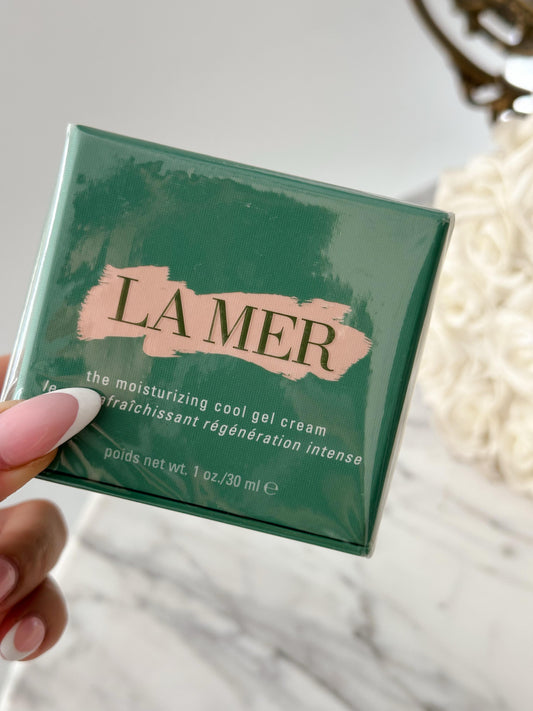 LA MER
the moisturizing cool gel cream
rafraîchissant régénération intense
poids net wt. 1 oz./30 ml ℮